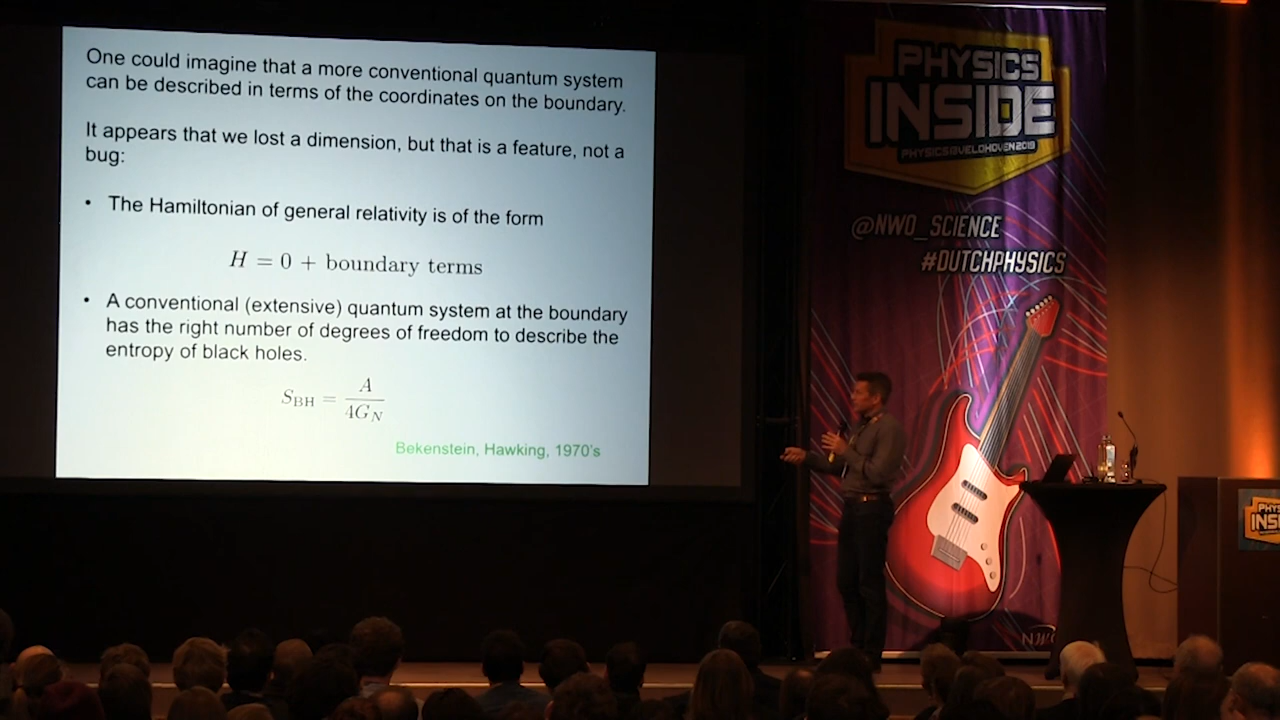 One could imagine that a more conventional quantum system
can be described in terms of the coordinates on the boundary.
It appears that we lost a dimension, but that is a feature, not a
bug:
• The Hamiltonian of general relativity is of the form
H = 0 + boundary terms
• A conventional (extensive) quantum system at the boundary
has the right number of degrees of freedom to describe the
entropy of black holes.
S_BH = A / 4G_N
Bekenstein, Hawking, 1970's
PHYSICS
INSIDE
PHYSICS@VELDHOVEN 2019
@NWO_SCIENCE
#DUTCHPHYSICS